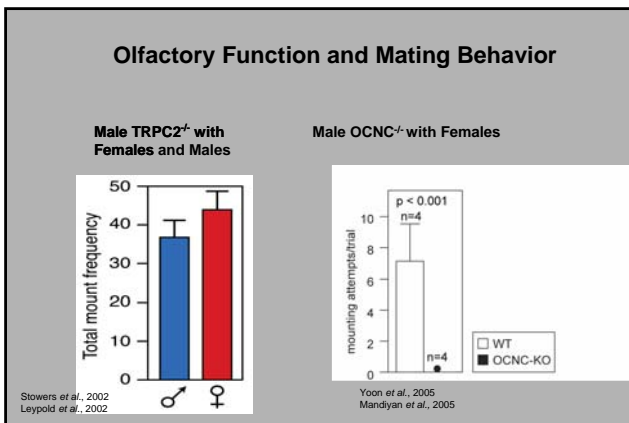 Olfactory Function and Mating Behavior
Male TRPC2-/- with
Females and Males
Total mount frequency
50
40
30
20
10
0
♂ ♀
Stowers et al., 2002
Leypold et al., 2002
Male OCNC-/- with Females
mounting attempts/trial
10
8
6
4
2
0
p < 0.001
n=4
n=4
WT
OCNC-KO
Yoon et al., 2005
Mandiyan et al., 2005